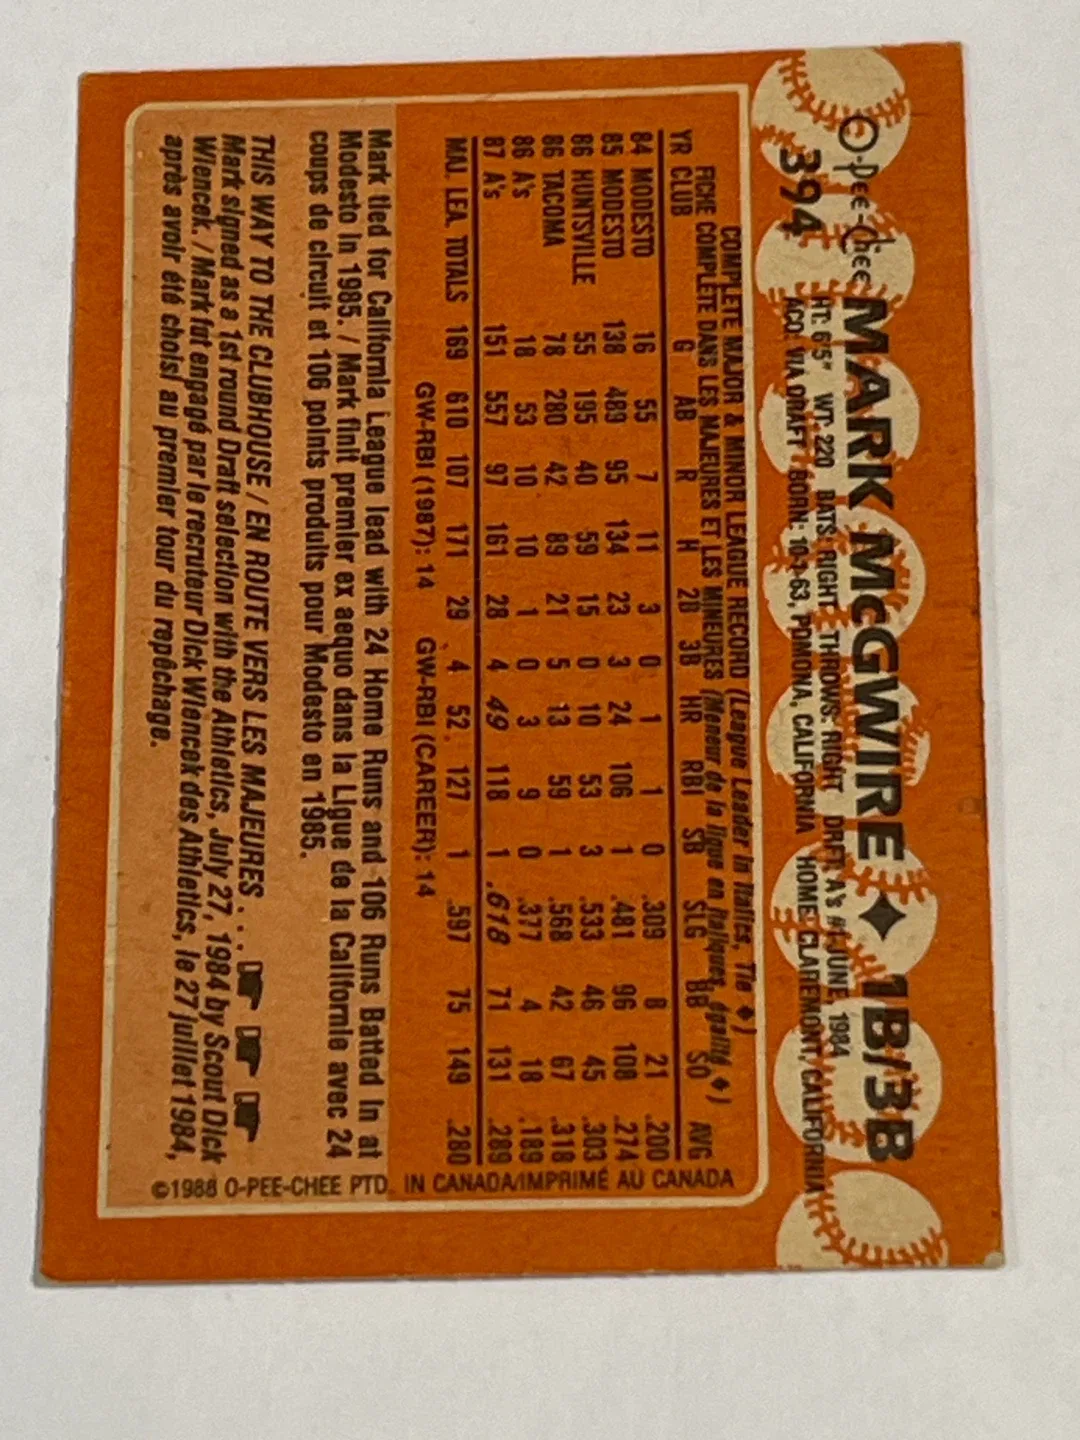 O-Pee-Chee
394
MARK McGWIRE ♦ 1B/3B
HT: 6'5" WT: 220 BATS: RIGHT THROWS: RIGHT DRFT: A's #1-JUNE, 1984
ACQ: VIA DRAFT BORN: 10-1-63, POMONA, CALIFORNIA HOME: CLAREMONT, CALIFORNIA
COMPLETE MAJOR & MINOR LEAGUE RECORD (League Leader in Italics, Tie ♦)
FICHE COMPLÈTE DANS LES MAJEURES ET LES MINEURES (Meneur de la ligue en italiques, égalité ♦)
YR CLUB G AB R H 2B 3B HR RBI SB SLG BB SO AVG
84 MODESTO 16 55 7 11 3 0 1 1 0 .309 8 21 .200
85 MODESTO 138 489 95 134 23 3 24 106 1 .481 96 108 .274
86 HUNTSVILLE 55 195 40 59 15 0 10 53 3 .533 46 45 .303
86 TACOMA 78 280 42 89 21 5 13 59 1 .568 42 67 .318
86 A's 18 53 10 10 1 0 3 9 0 .377 4 18 .189
87 A's 151 557 97 161 28 4 49 118 1 .618 71 131 .289
MAJ. LEA. TOTALS 169 610 107 171 29 4 52 127 1 .597 75 149 .280
GW-RBI (1987): 14 GW-RBI (CAREER): 14
Mark tied for California League lead with 24 Home Runs and 106 Runs Batted In at
Modesto in 1985. / Mark finit premier ex aequo dans la Ligue de la Californie avec 24
coups de circuit et 106 points produits pour Modesto en 1985.
THIS WAY TO THE CLUBHOUSE / EN ROUTE VERS LES MAJEURES . . . .
Mark signed as a 1st round Draft selection with the Athletics, July 27, 1984 by Scout Dick
Wiencek. / Mark fut engagé par le recruteur Dick Wiencek des Athletics, le 27 juillet 1984,
après avoir été choisi au premier tour du repêchage.
©1988 O-PEE-CHEE PTD. IN CANADA/IMPRIMÉ AU CANADA